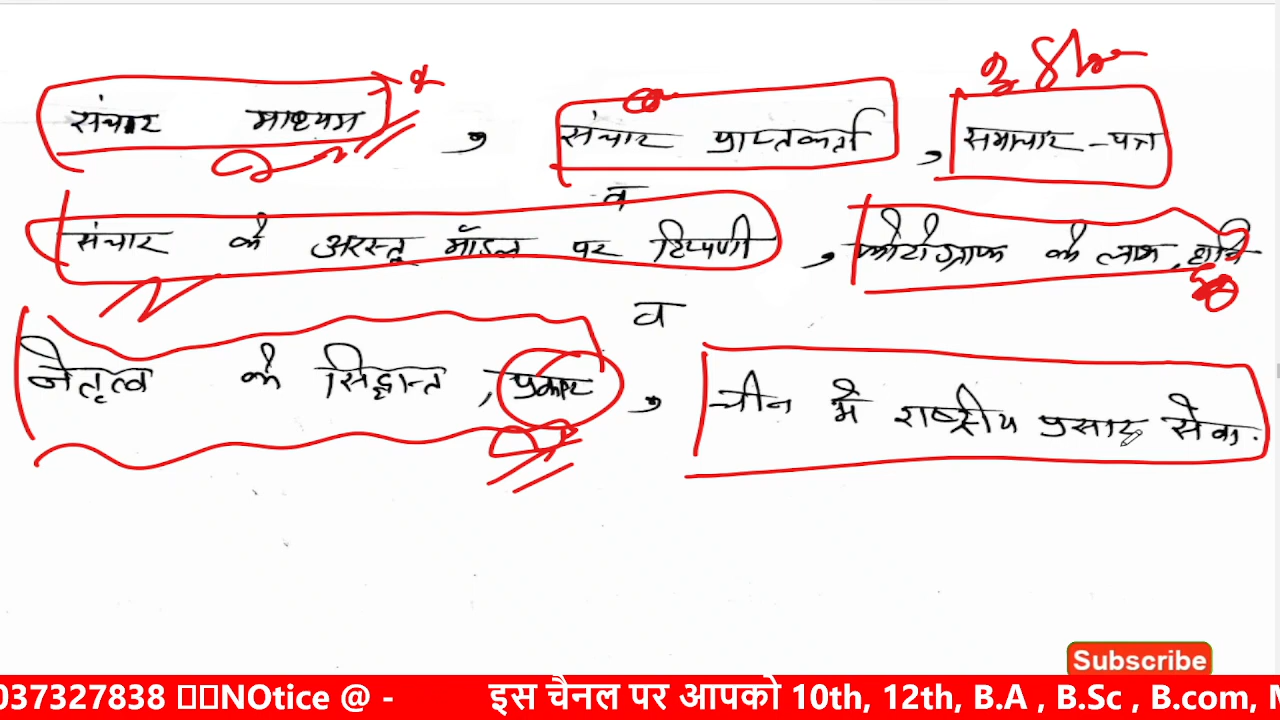 संचार माध्यम , संचार प्राप्तकर्ता , समाचार-पत्र
व
संचार के अरस्तू मॉडल पर टिप्पणी , फोटोग्राफ के लाभ , हानि
व
नेतृत्व के सिद्धान्त , प्रकार , चीन में राष्ट्रीय प्रसार सेवा.
Subscribe
037327838 NOtice @ - इस चैनल पर आपको 10th, 12th, B.A , B.Sc , B.com, M